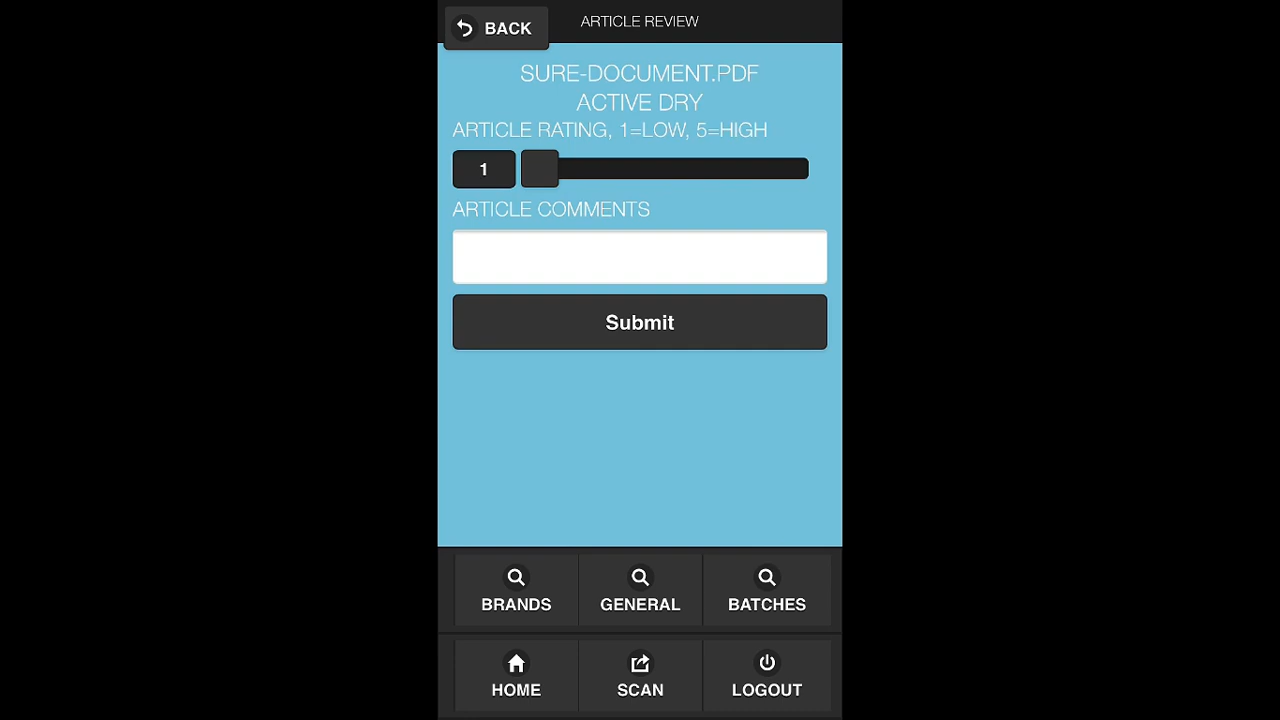 BACK
ARTICLE REVIEW
SURE-DOCUMENT.PDF
ACTIVE DRY
ARTICLE RATING, 1=LOW, 5=HIGH
1
ARTICLE COMMENTS
Submit
BRANDS GENERAL BATCHES
HOME SCAN LOGOUT